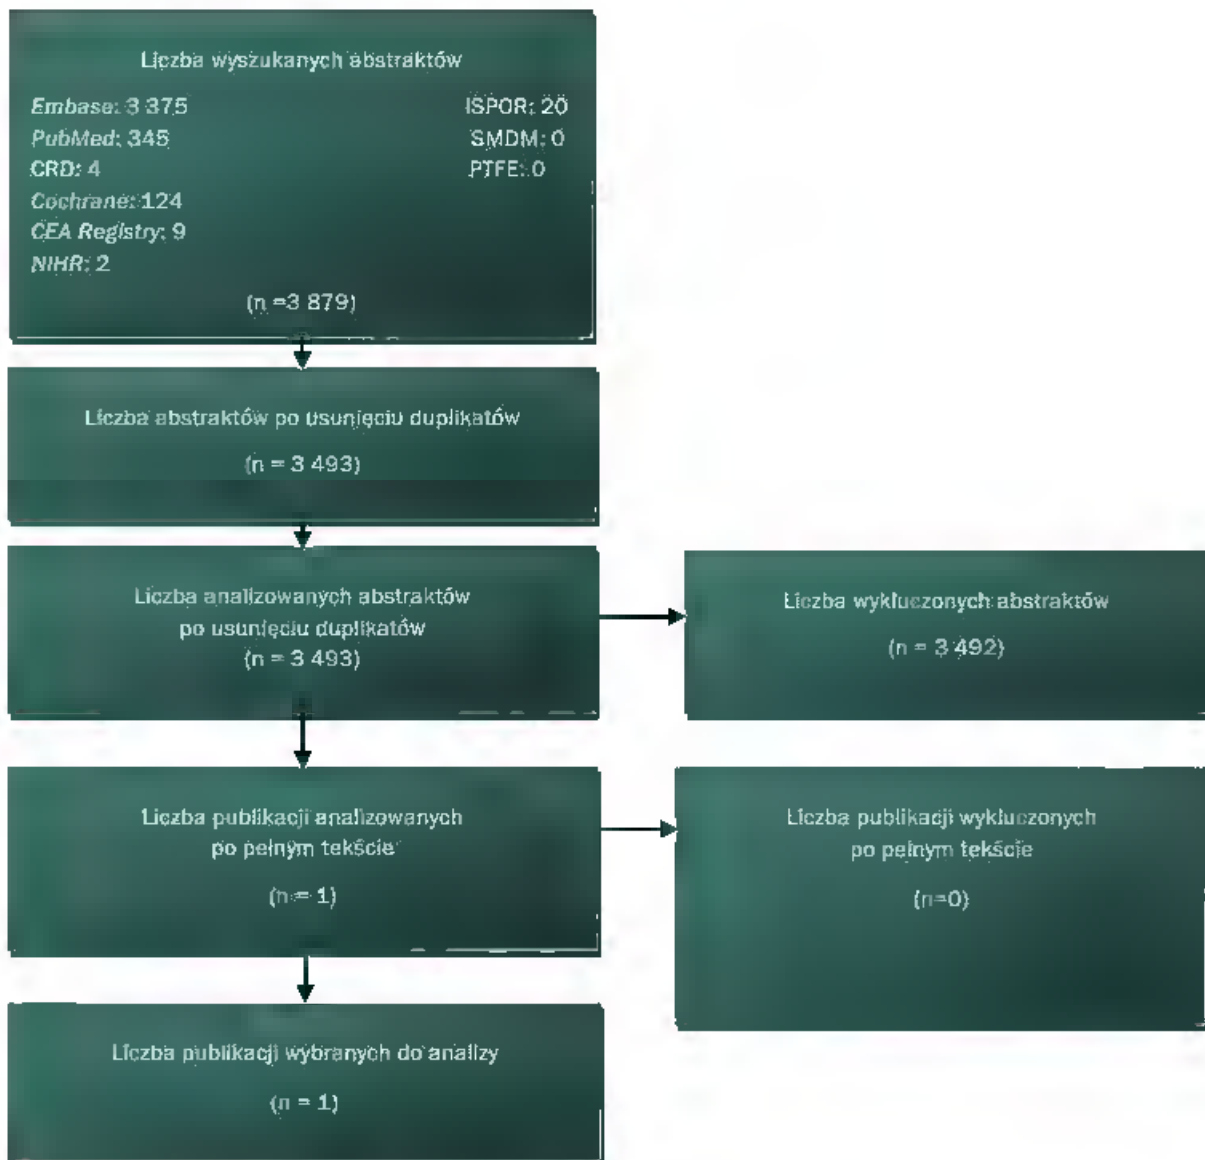 Liczba wyszukanych abstraktów
Embase: 3 375
PubMed: 345
CRD: 4
Cochrane: 124
CEA Registry: 9
NIHR: 2
ISPOR: 20
SMDM: 0
PTFE: 0
(n =3 879)
Liczba abstraktów po usunięciu duplikatów
(n = 3 493)
Liczba analizowanych abstraktów
po usunięciu duplikatów
(n = 3 493)
Liczba wykluczonych abstraktów
(n = 3 492)
Liczba publikacji analizowanych
po pełnym tekście
(n = 1)
Liczba publikacji wykluczonych
po pełnym tekście
(n=0)
Liczba publikacji wybranych do analizy
(n = 1)